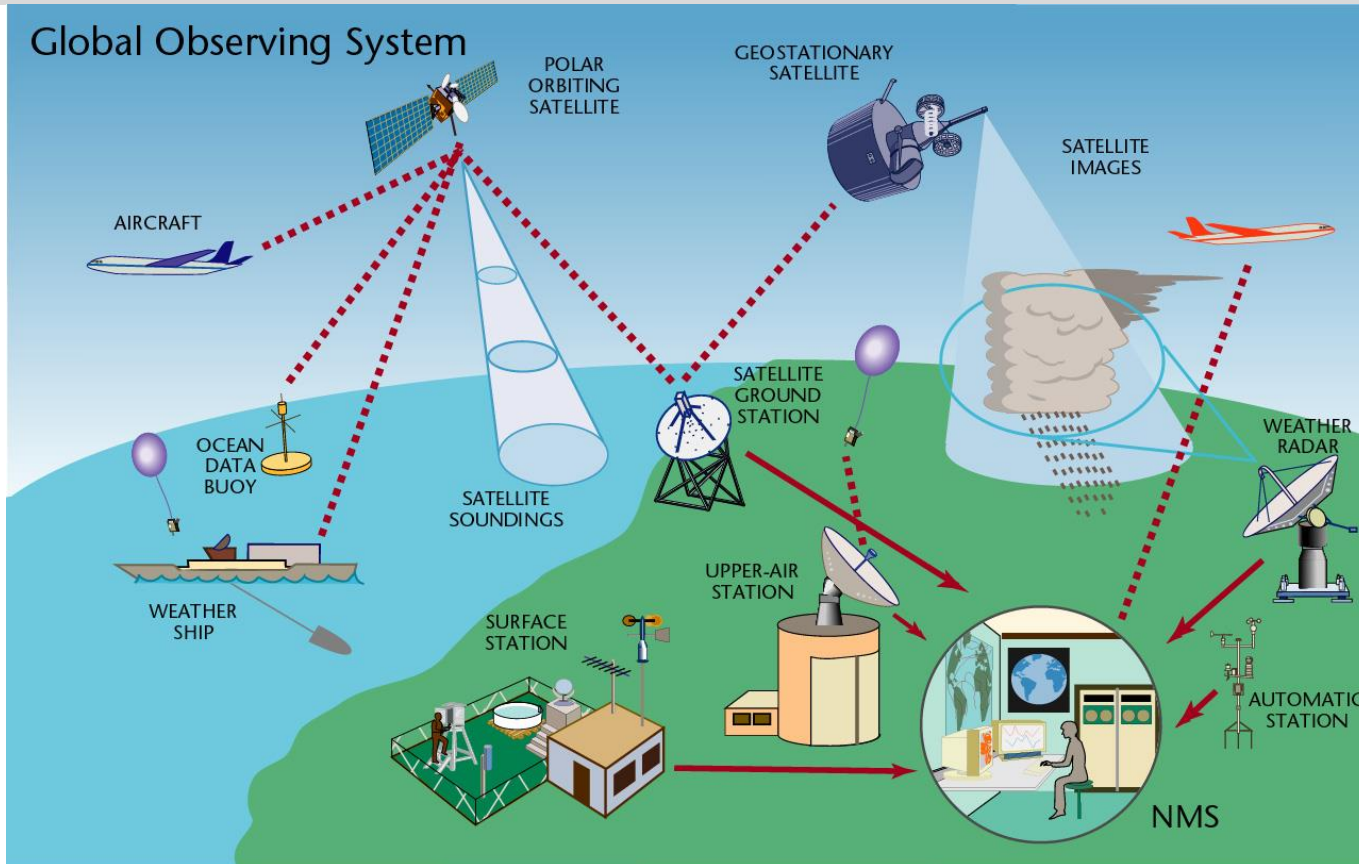 Global Observing System
POLAR
ORBITING
SATELLITE
GEOSTATIONARY
SATELLITE
SATELLITE
IMAGES
AIRCRAFT
OCEAN
DATA
BUOY
SATELLITE
SOUNDINGS
SATELLITE
GROUND
STATION
WEATHER
RADAR
WEATHER
SHIP
SURFACE
STATION
UPPER-AIR
STATION
AUTOMATIC
STATION
NMS